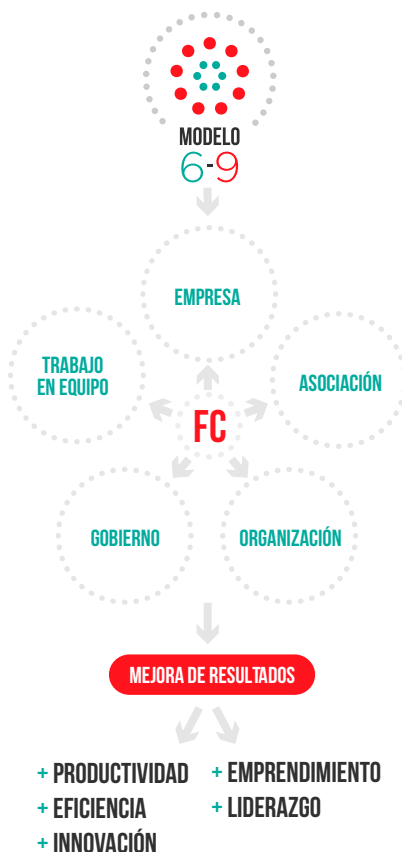 MODELO
6-9
EMPRESA
TRABAJO
EN EQUIPO
ASOCIACIÓN
FC
GOBIERNO
ORGANIZACIÓN
MEJORA DE RESULTADOS
+ PRODUCTIVIDAD
+ EFICIENCIA
+ INNOVACIÓN
+ EMPRENDIMIENTO
+ LIDERAZGO